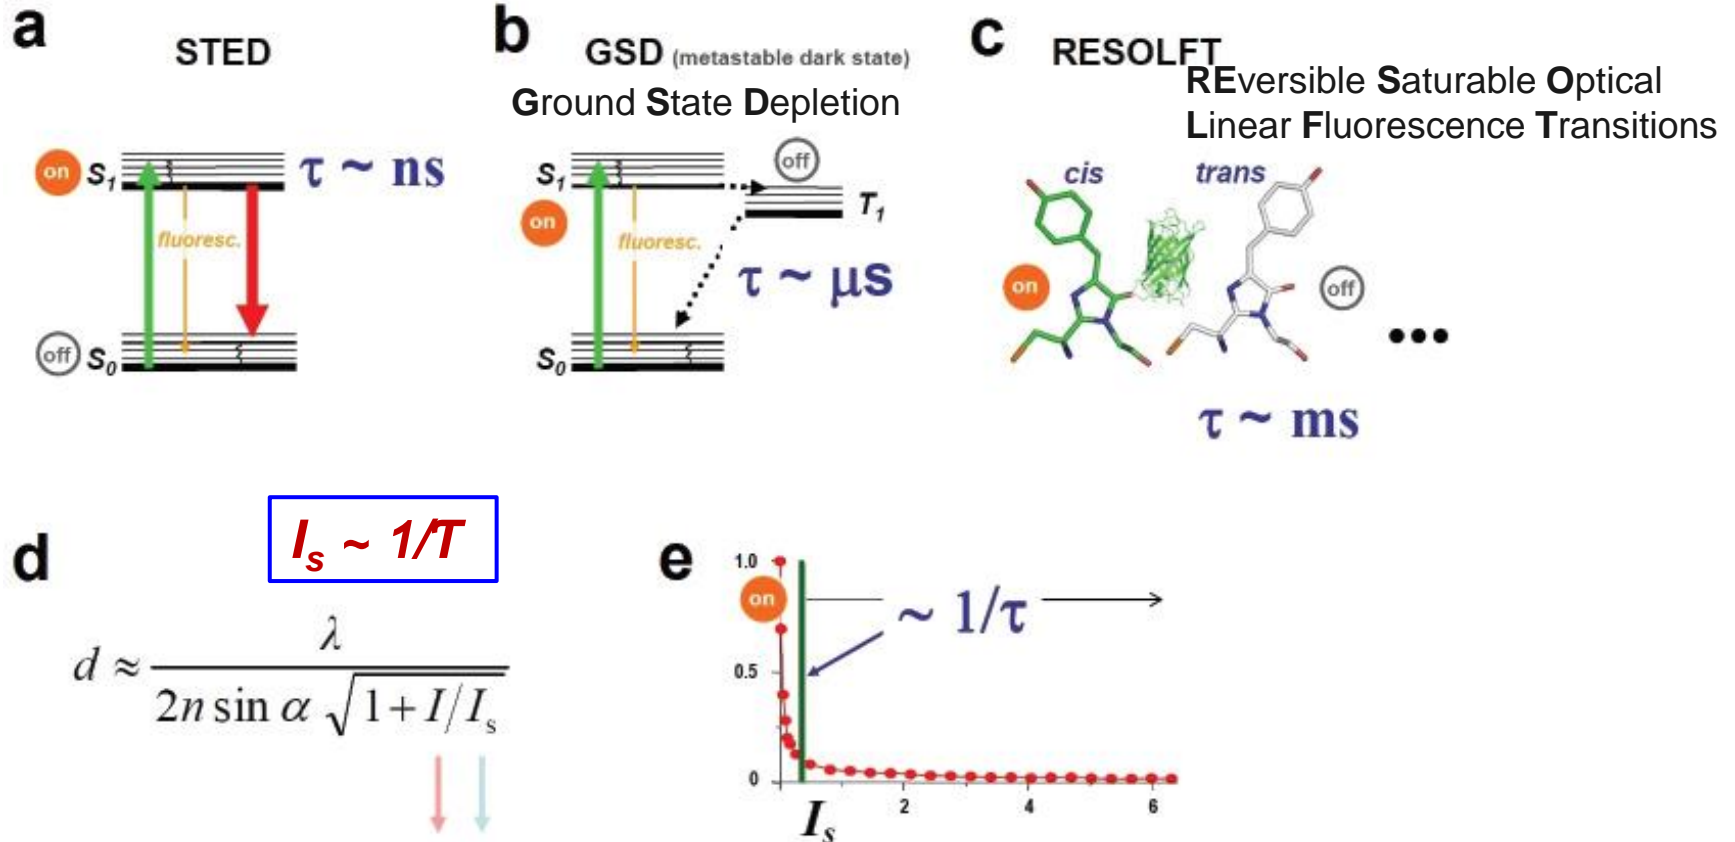 a
STED
on
S1
τ ~ ns
fluoresc.
off
S0
b
GSD (metastable dark state)
Ground State Depletion
off
S1
T1
on
fluoresc.
τ ~ μs
S0
c
RESOLFT
REversible Saturable Optical
Linear Fluorescence Transitions
cis
trans
on
off
•••
τ ~ ms
d
Is ~ 1/T
d ≈ λ / (2n sin α √(1 + I/Is))
e
1.0
on
~ 1/τ
0.5
0
Is
2
4
6